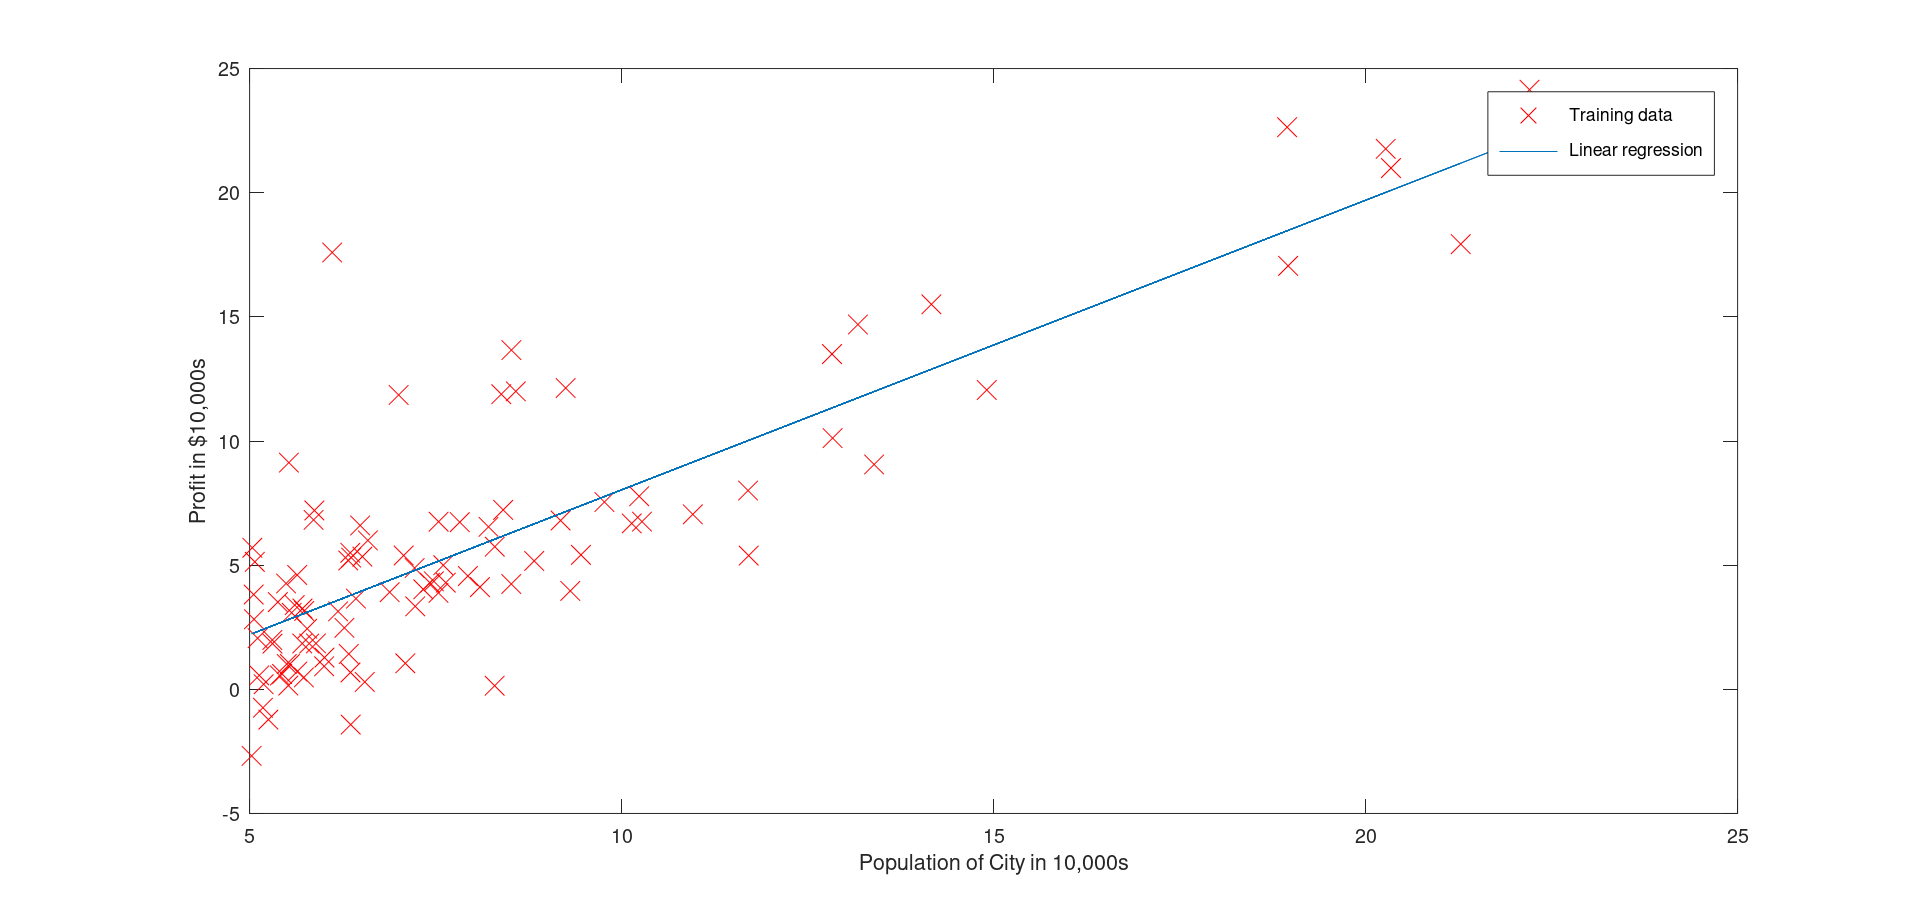 25
20
15
10
5
0
-5
Profit in $10,000s
Training data
Linear regression
5 10 15 20 25
Population of City in 10,000s